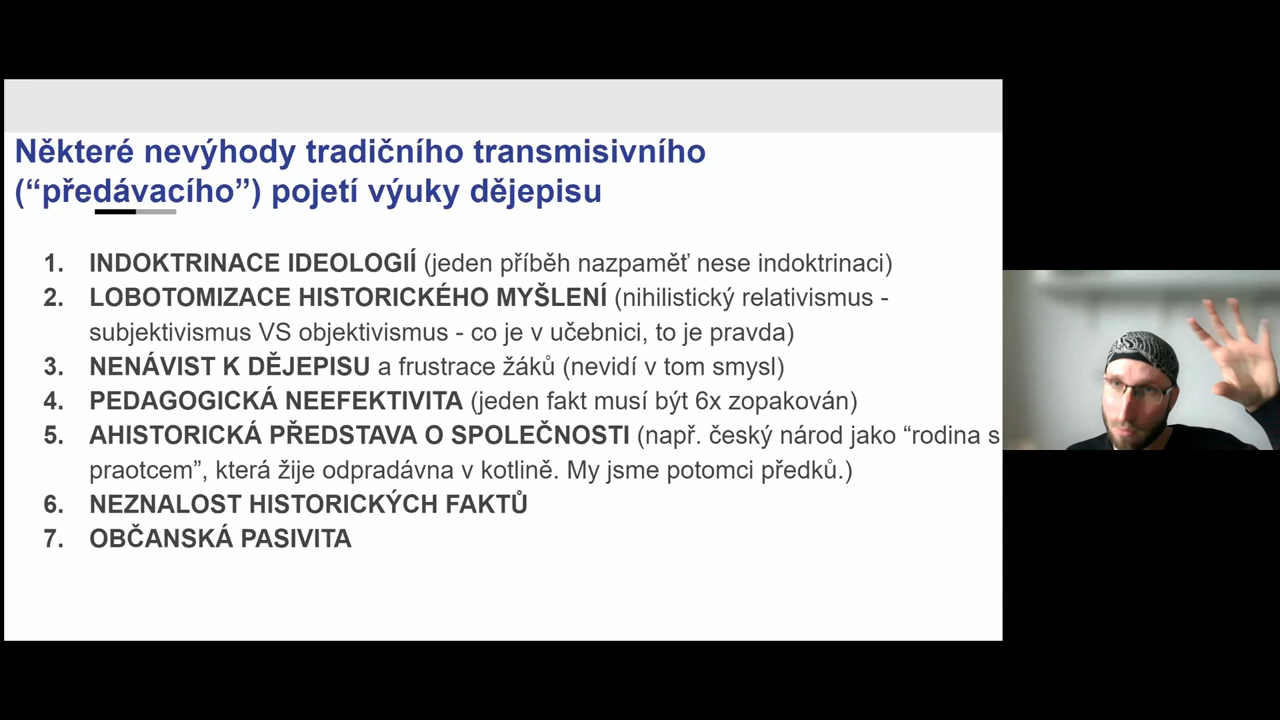 Některé nevýhody tradičního transmisivního
(“předávacího”) pojetí výuky dějepisu
1. INDOKTRINACE IDEOLOGIÍ (jeden příběh nazpaměť nese indoktrinaci)
2. LOBOTOMIZACE HISTORICKÉHO MYŠLENÍ (nihilistický relativismus -
subjektivismus VS objektivismus - co je v učebnici, to je pravda)
3. NENÁVIST K DĚJEPISU a frustrace žáků (nevidí v tom smysl)
4. PEDAGOGICKÁ NEEFEKTIVITA (jeden fakt musí být 6x zopakován)
5. AHISTORICKÁ PŘEDSTAVA O SPOLEČNOSTI (např. český národ jako “rodina s
praotcem”, která žije odpradávna v kotlině. My jsme potomci předků.)
6. NEZNALOST HISTORICKÝCH FAKTŮ
7. OBČANSKÁ PASIVITA